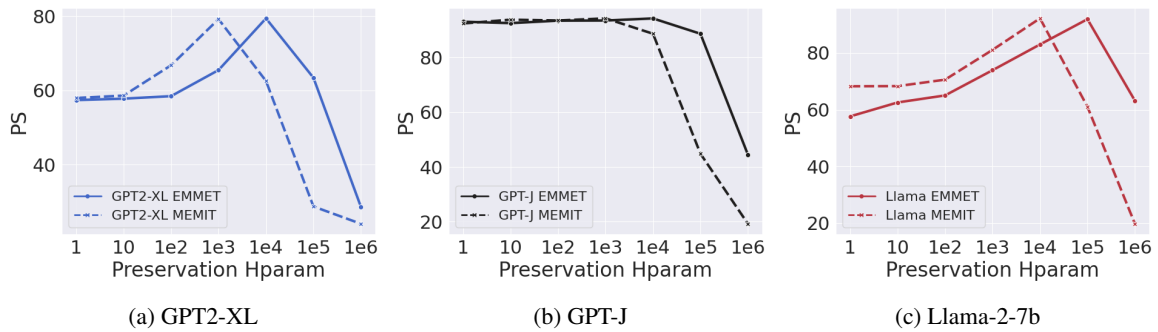 80
60
40
PS
GPT2-XL EMMET
GPT2-XL MEMIT
1 10 1e2 1e3 1e4 1e5 1e6
Preservation Hparam
(a) GPT2-XL
80
60
40
20
PS
GPT-J EMMET
GPT-J MEMIT
1 10 1e2 1e3 1e4 1e5 1e6
Preservation Hparam
(b) GPT-J
80
60
40
20
PS
Llama EMMET
Llama MEMIT
1 10 1e2 1e3 1e4 1e5 1e6
Preservation Hparam
(c) Llama-2-7b